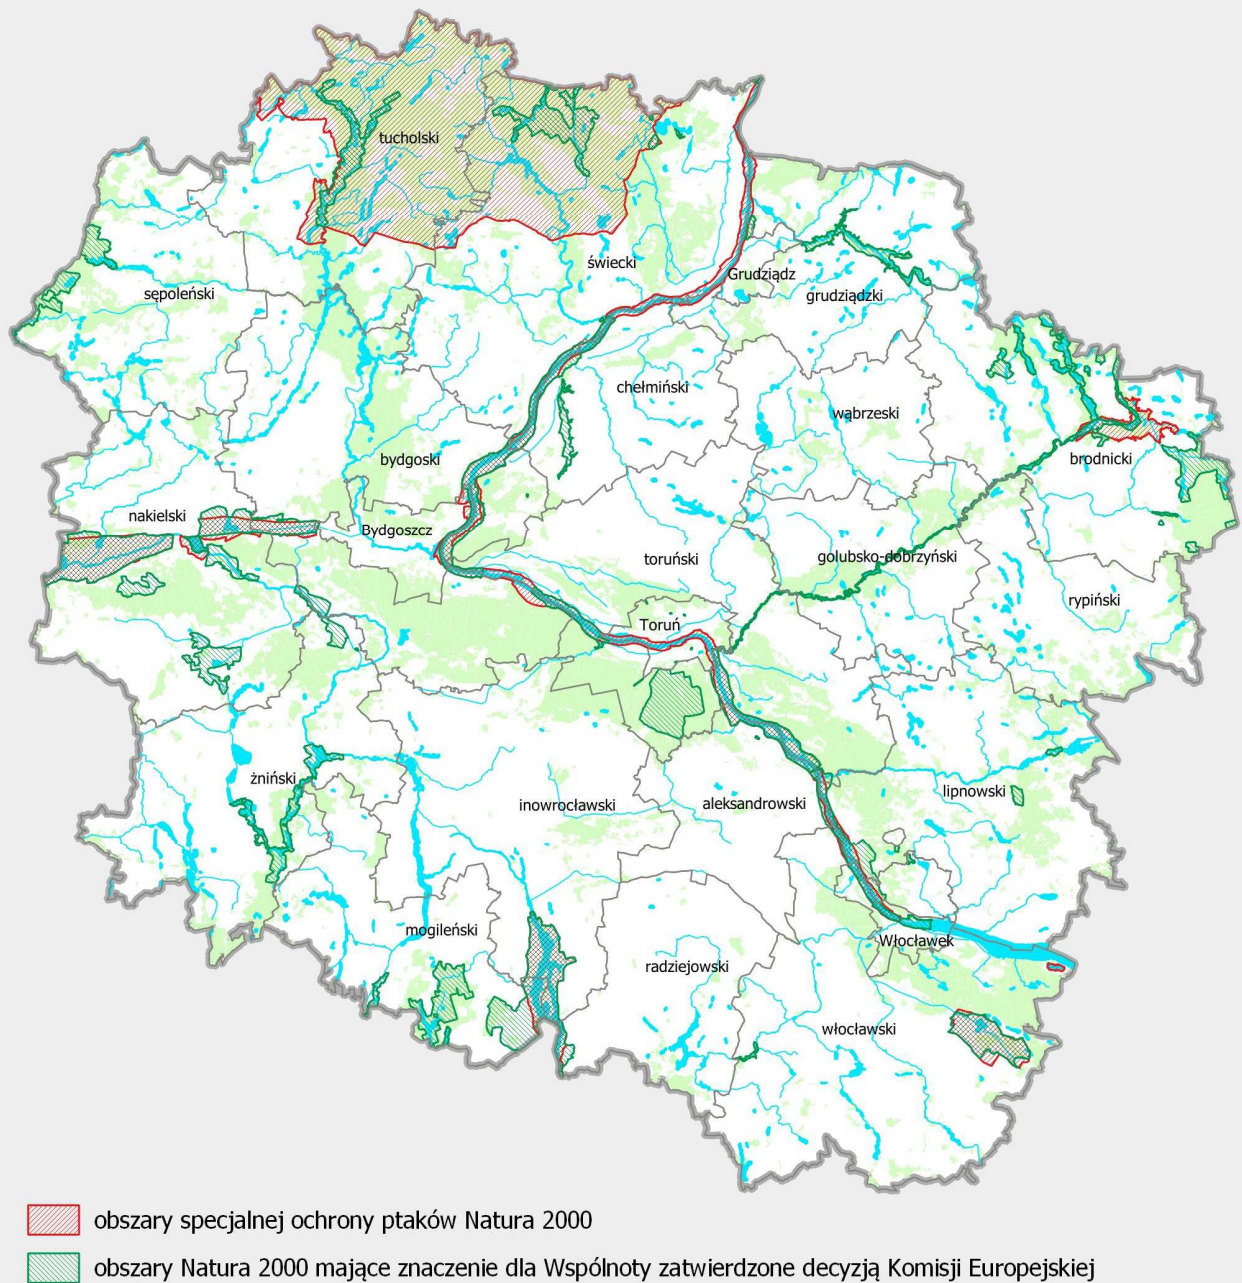 tucholski
świecki
Grudziądz
sępoleński
grudziądzki
chełmiński
wąbrzeski
bydgoski
brodnicki
nakielski
Bydgoszcz
toruński
golubsko-dobrzyński
rypiński
Toruń
żniński
inowrocławski
aleksandrowski
lipnowski
mogileński
Włocławek
radziejowski
włocławski
obszary specjalnej ochrony ptaków Natura 2000
obszary Natura 2000 mające znaczenie dla Wspólnoty zatwierdzone decyzją Komisji Europejskiej